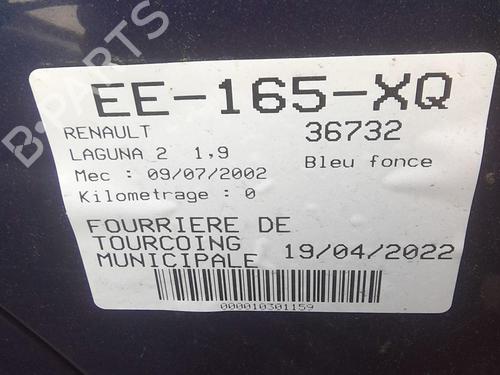 B-PARTS
EE-165-XQ
RENAULT 36732
LAGUNA 2 1,9 Bleu fonce
Mec : 09/07/2002
Kilometrage : 0
FOURRIERE DE
TOURCOING
MUNICIPALE 19/04/2022
000010301159